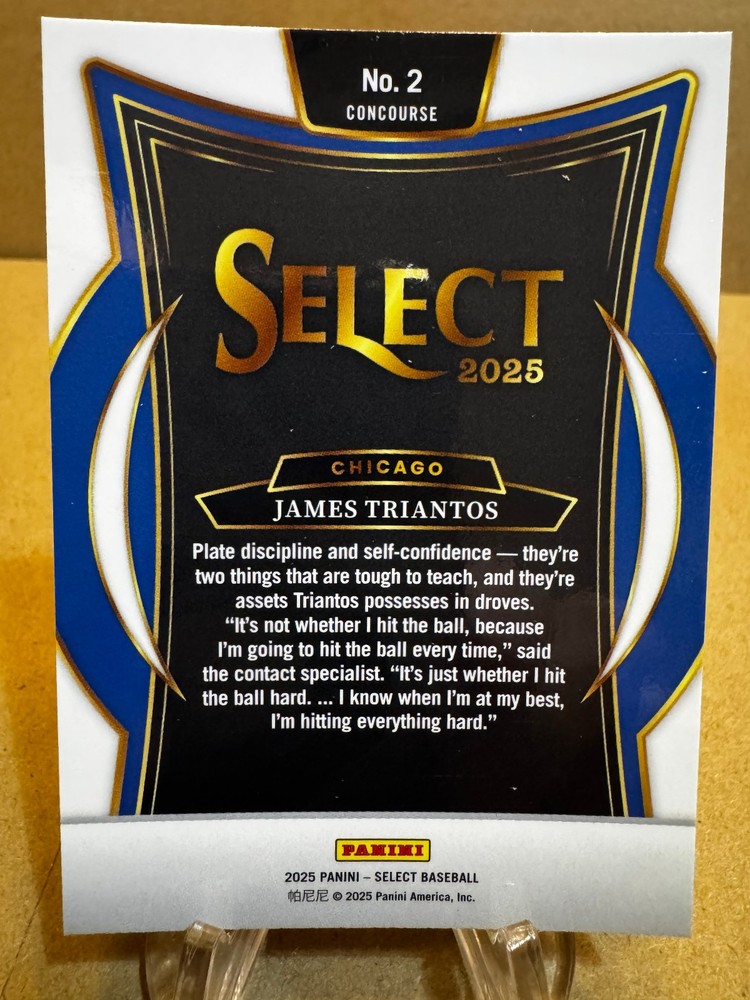 No. 2
CONCOURSE
SELECT
2025
CHICAGO
JAMES TRIANTOS
Plate discipline and self-confidence — they’re
two things that are tough to teach, and they’re
assets Triantos possesses in droves.
“It’s not whether I hit the ball, because
I’m going to hit the ball every time,” said
the contact specialist. “It’s just whether I hit
the ball hard. ... I know when I’m at my best,
I’m hitting everything hard.”
PANINI
2025 PANINI – SELECT BASEBALL
帕尼尼 © 2025 Panini America, Inc.